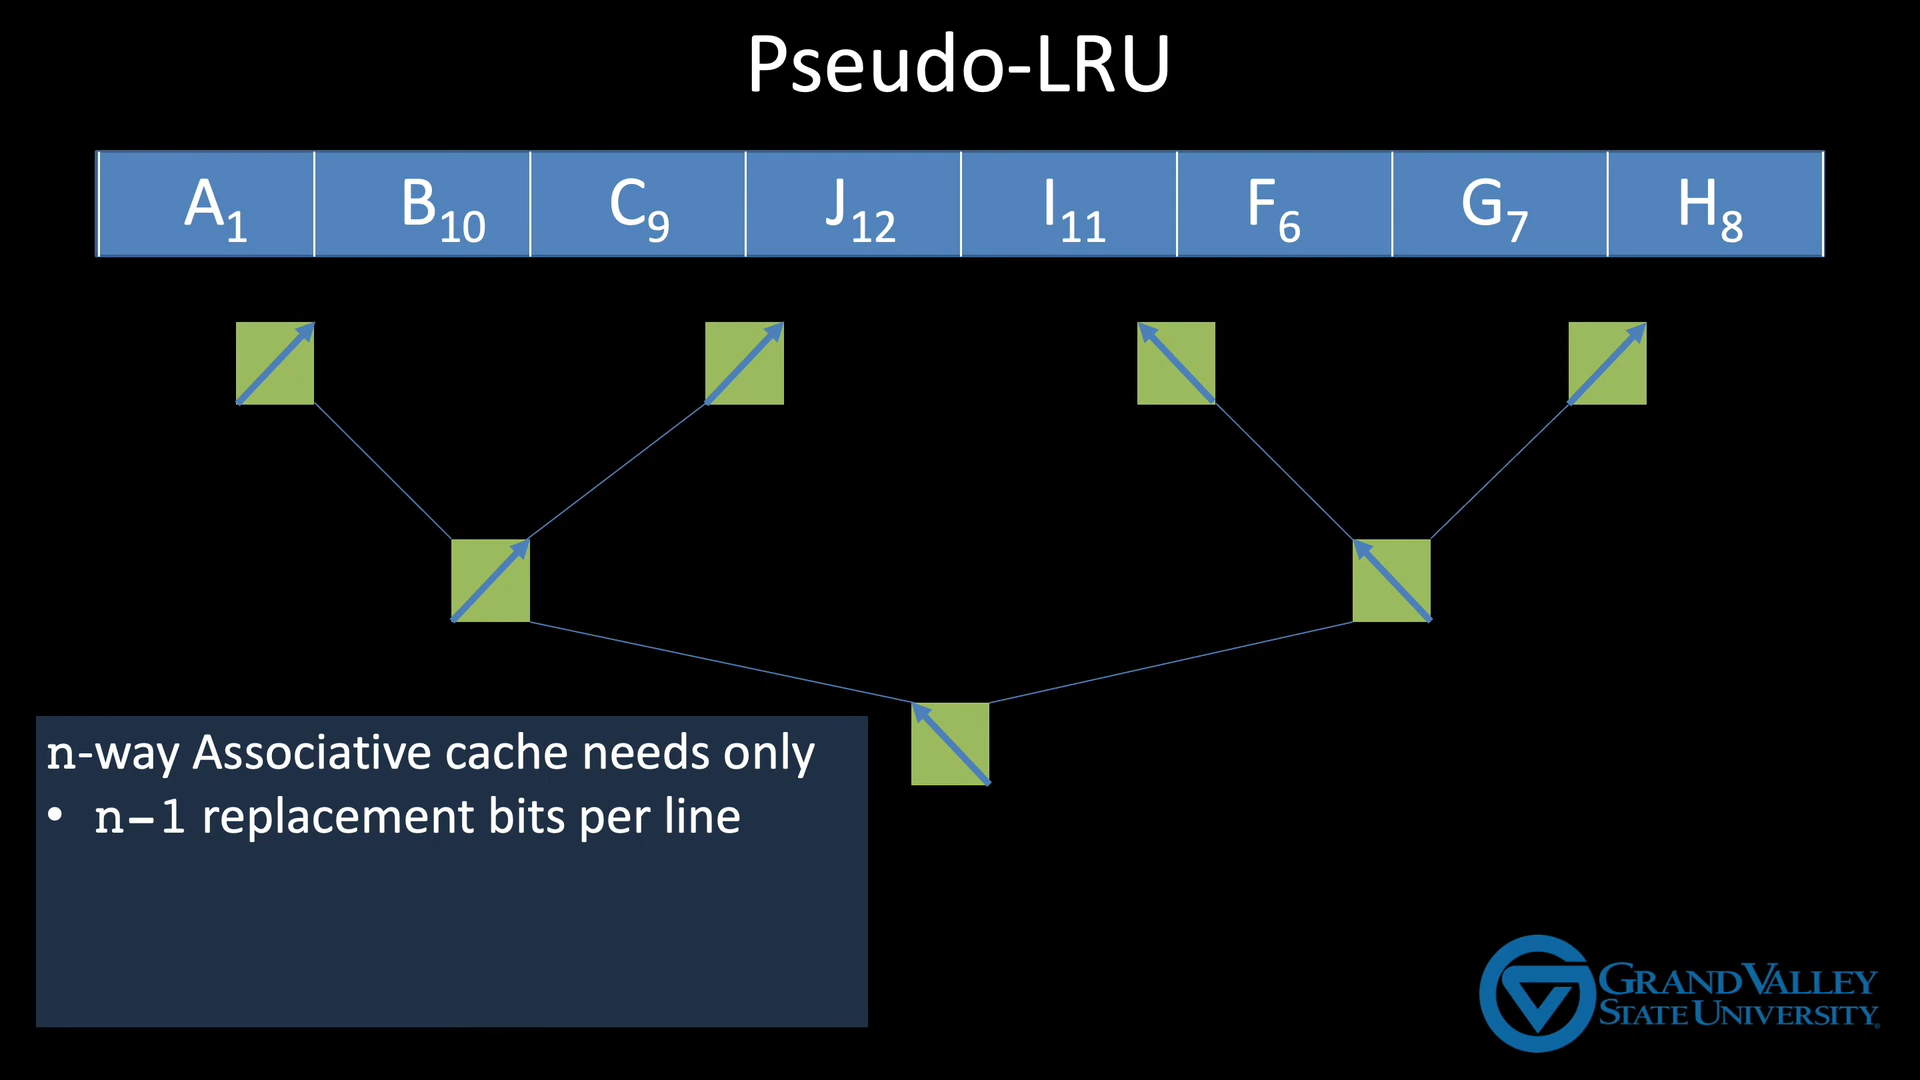 Pseudo-LRU
A₁ B₁₀ C₉ J₁₂ I₁₁ F₆ G₇ H₈
n-way Associative cache needs only
• n-1 replacement bits per line
GRAND VALLEY
STATE UNIVERSITY